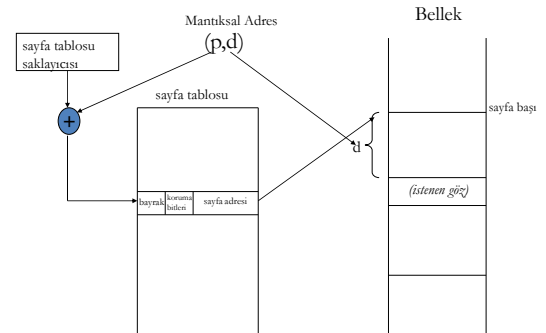 Mantıksal Adres
(p,d)
sayfa tablosu
saklayıcısı
+
sayfa tablosu
bayrak
koruma
bitleri
sayfa adresi
Bellek
sayfa başı
d
(istenen göz)